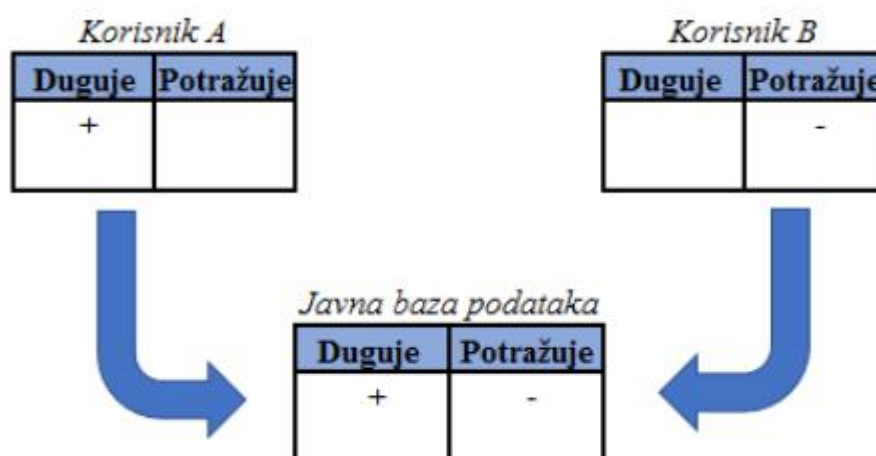 Korisnik A
Duguje Potražuje
+
Korisnik B
Duguje Potražuje
-
Javna baza podataka
Duguje Potražuje
+ -